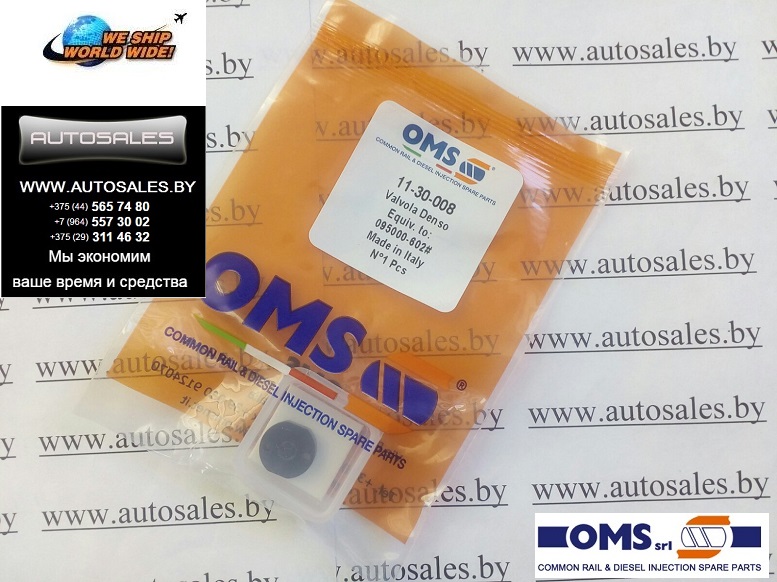 WE SHIP
WORLD WIDE!
AUTOSALES
WWW.AUTOSALES.BY
+375 (44) 565 74 80
+7 (964) 557 30 02
+375 (29) 311 46 32
Мы экономим
ваше время и средства
www.autosales.by
www.autosales.by
www.autosales.by
www.autosales.by
www.autosales.by
www.autosales.by
www.autosales.by
OMS
COMMON RAIL & DIESEL INJECTION SPARE PARTS
11-30-008
Valvola Denso
Equiv. to:
095000-602#
Made in Italy
N°1 Pcs
OMS ®
COMMON RAIL & DIESEL INJECTION SPARE PARTS
OMS srl
COMMON RAIL & DIESEL INJECTION SPARE PARTS